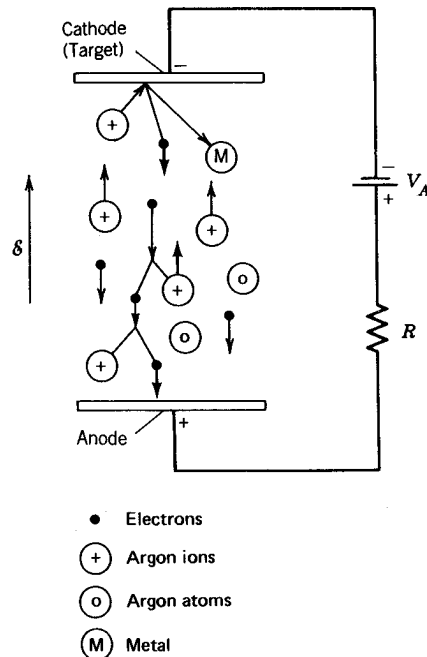 Cathode
(Target)
−
+
M
−
V_A
+
+
+
ℰ
+
o
o
R
+
Anode
+
Electrons
+ Argon ions
o Argon atoms
M Metal